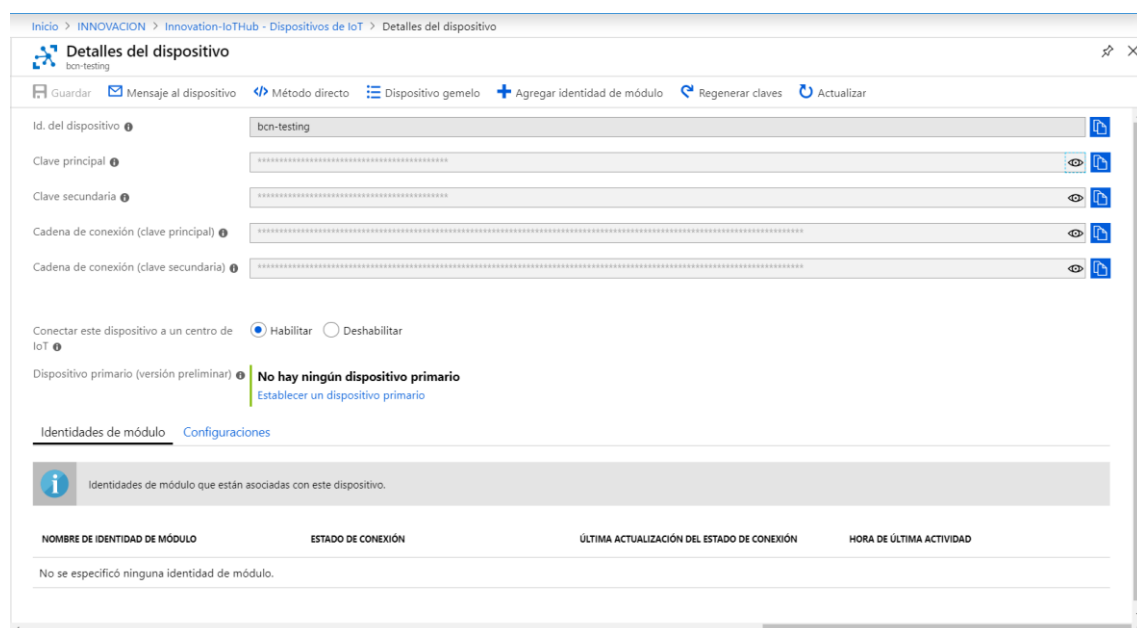 Inicio > INNOVACION > Innovation-IoTHub - Dispositivos de IoT > Detalles del dispositivo
Detalles del dispositivo
bcn-testing
Guardar Mensaje al dispositivo Método directo Dispositivo gemelo Agregar identidad de módulo Regenerar claves Actualizar
Id. del dispositivo bcn-testing
Clave principal ********************************************
Clave secundaria ********************************************
Cadena de conexión (clave principal) ******************************************************************************************************************************
Cadena de conexión (clave secundaria) ******************************************************************************************************************************
Conectar este dispositivo a un centro de Habilitar Deshabilitar
IoT
Dispositivo primario (versión preliminar) No hay ningún dispositivo primario
Establecer un dispositivo primario
Identidades de módulo Configuraciones
Identidades de módulo que están asociadas con este dispositivo.
NOMBRE DE IDENTIDAD DE MÓDULO ESTADO DE CONEXIÓN ÚLTIMA ACTUALIZACIÓN DEL ESTADO DE CONEXIÓN HORA DE ÚLTIMA ACTIVIDAD
No se especificó ninguna identidad de módulo.